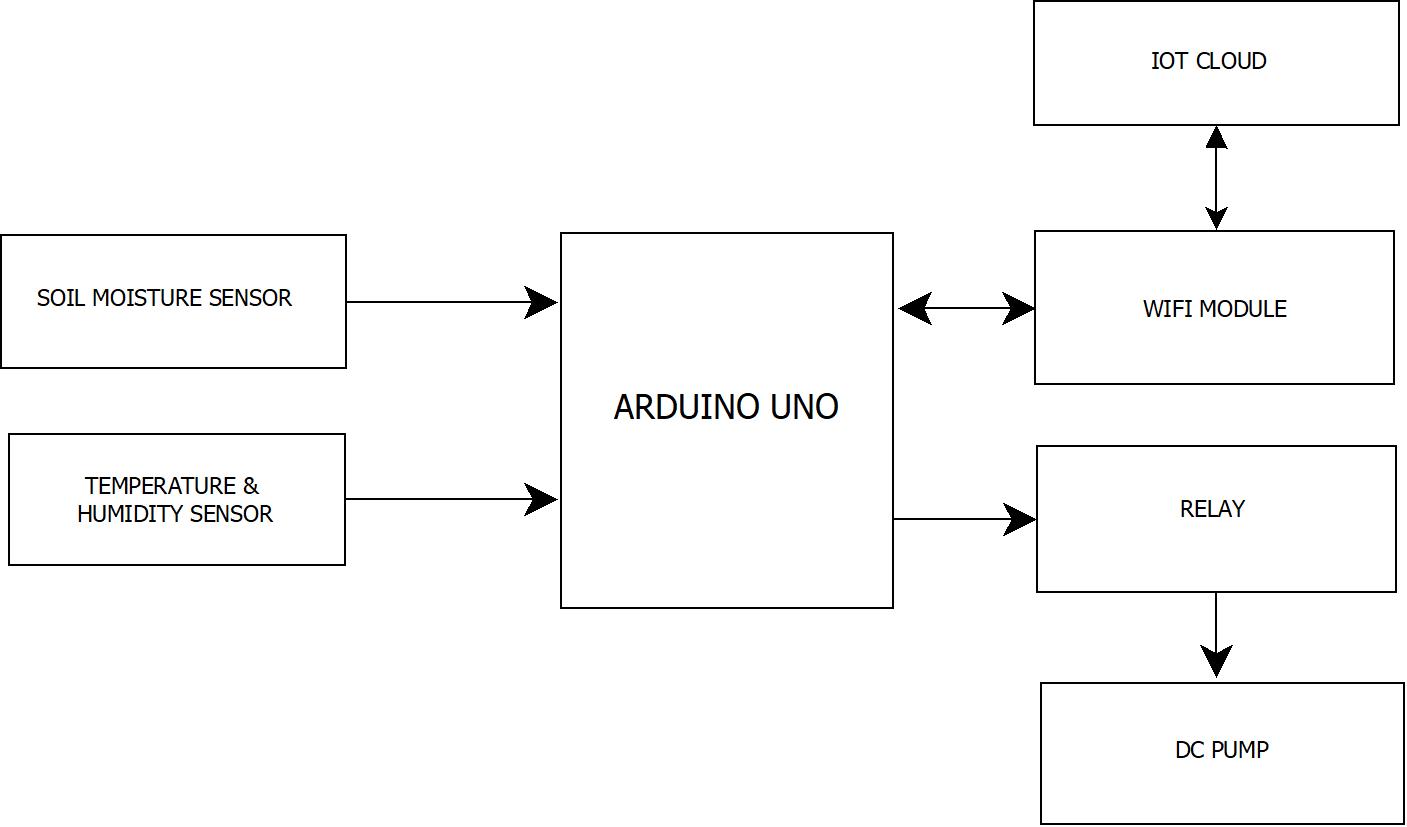 IOT CLOUD
SOIL MOISTURE SENSOR
WIFI MODULE
ARDUINO UNO
TEMPERATURE &
HUMIDITY SENSOR
RELAY
DC PUMP